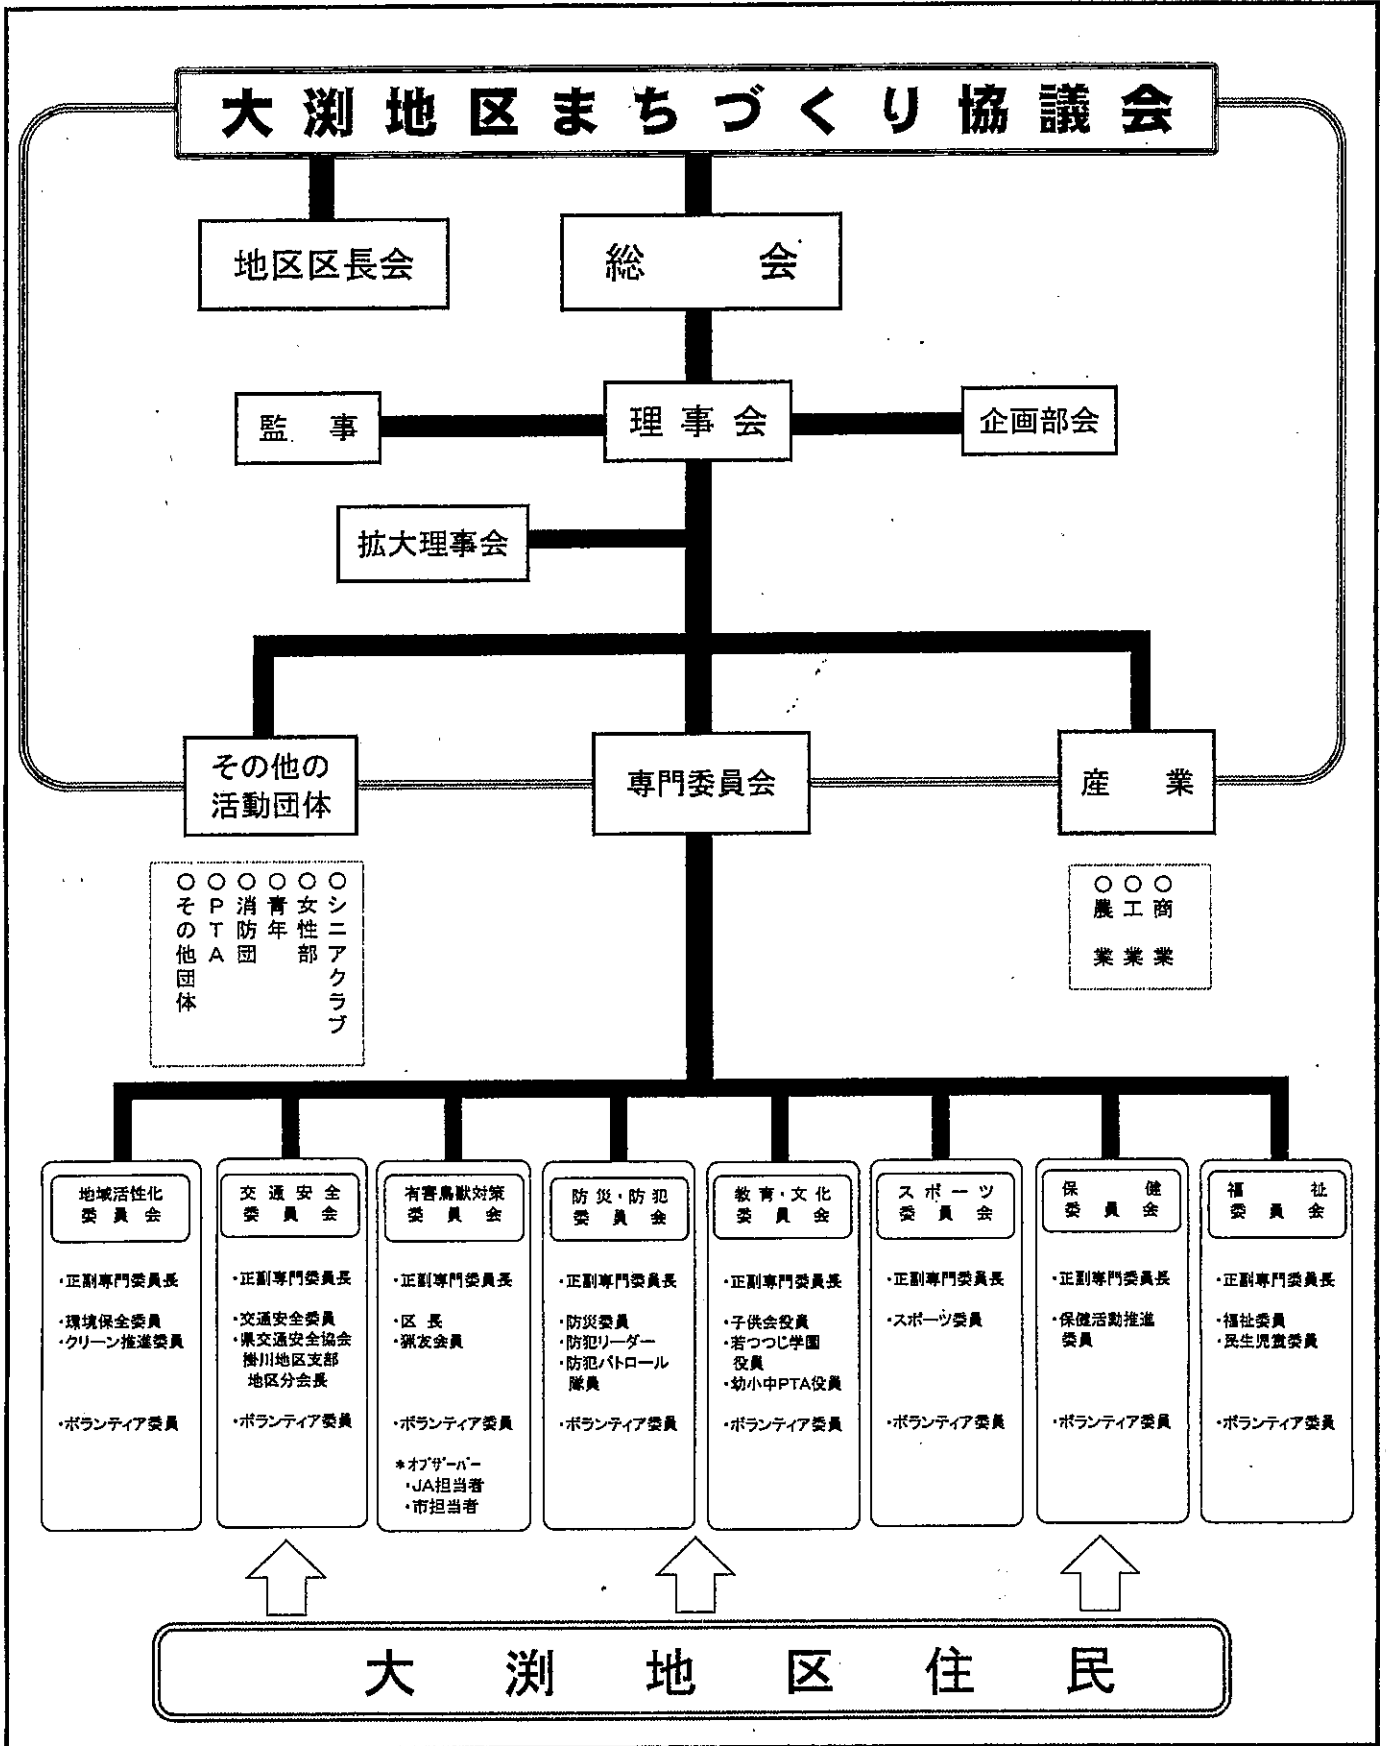 大渕地区まちづくり協議会
地区区長会
総会
監事
理事会
企画部会
拡大理事会
その他の
活動団体
専門委員会
産業
○シニアクラブ
○女性部
○青年
○消防団
○PTA
○その他団体
○商業
○工業
○農業
地域活性化
委員会
・正副専門委員長
・環境保全委員
・クリーン推進委員
・ボランティア委員
交通安全
委員会
・正副専門委員長
・交通安全委員
・県交通安全協会
掛川地区支部
地区分会長
・ボランティア委員
有害鳥獣対策
委員会
・正副専門委員長
・区長
・猟友会員
・ボランティア委員
*オブザーバー
・JA担当者
・市担当者
防災・防犯
委員会
・正副専門委員長
・防災委員
・防犯リーダー
・防犯パトロール
隊員
・ボランティア委員
教育・文化
委員会
・正副専門委員長
・子供会役員
・若つつじ学園
役員
・幼小中PTA役員
・ボランティア委員
スポーツ
委員会
・正副専門委員長
・スポーツ委員
・ボランティア委員
保健
委員会
・正副専門委員長
・保健活動推進
委員
・ボランティア委員
福祉
委員会
・正副専門委員長
・福祉委員
・民生児童委員
・ボランティア委員
大渕地区住民